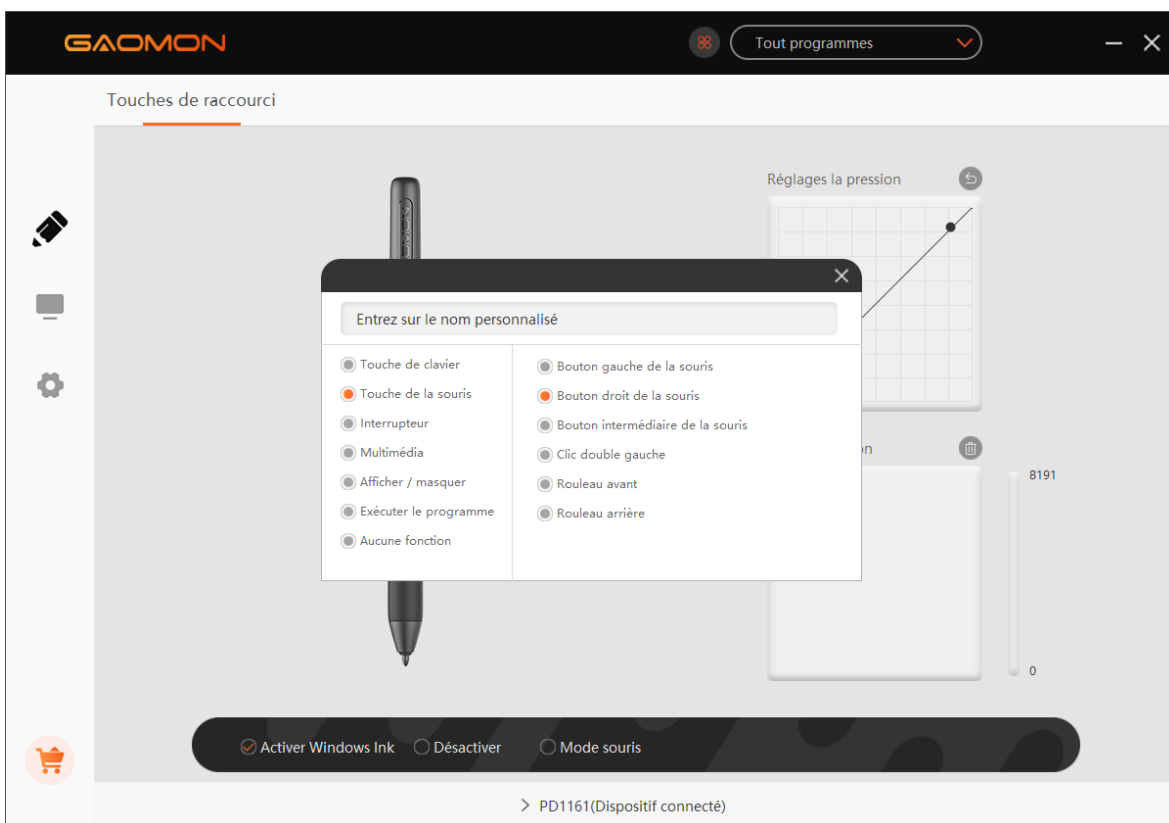 GAOMON
Tout programmes
Touches de raccourci
Réglages la pression
Entrez sur le nom personnalisé
Touche de clavier
Touche de la souris
Interrupteur
Multimédia
Afficher / masquer
Exécuter le programme
Aucune fonction
Bouton gauche de la souris
Bouton droit de la souris
Bouton intermédiaire de la souris
Clic double gauche
Rouleau avant
Rouleau arrière
8191
0
Activer Windows Ink
Désactiver
Mode souris
PD1161(Dispositif connecté)